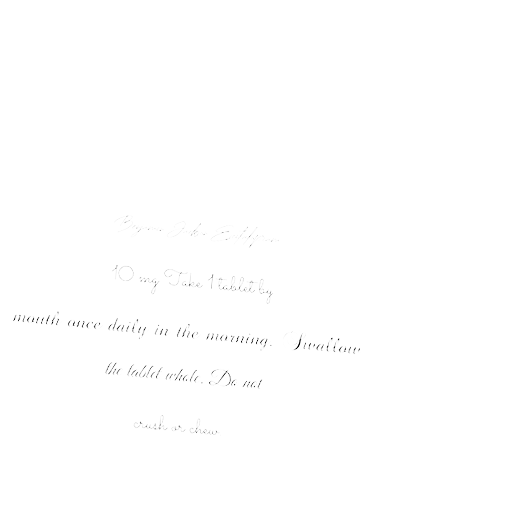 10 mg Take 1 tablet by
mouth once daily in the morning. Swallow
the tablet whole. Do not
crush or chew